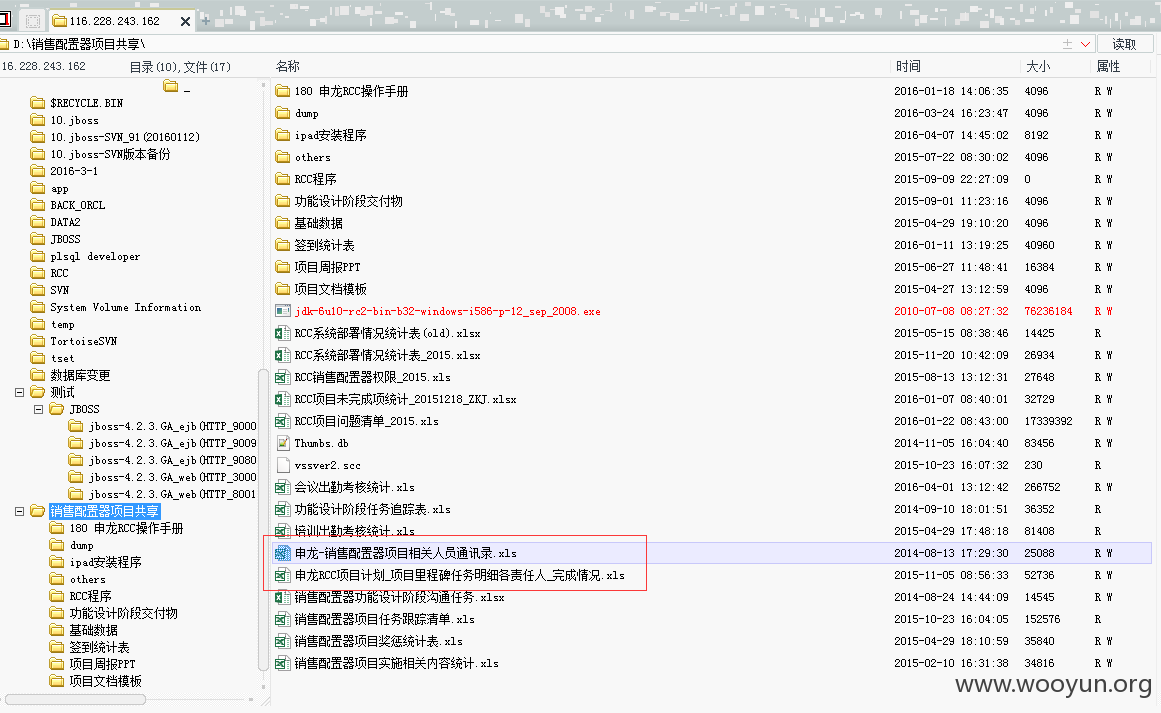 116.228.243.162
D:\销售配置器项目共享\
读取
16.228.243.162 目录(10),文件(17)
名称 时间 大小 属性
_
$RECYCLE.BIN
10.jboss
10.jboss-SVN_91(20160112)
10.jboss-SVN版本备份
2016-3-1
app
BACK_ORCL
DATA2
JBOSS
plsql developer
RCC
SVN
System Volume Information
temp
TortoiseSVN
tset
数据库变更
测试
JBOSS
jboss-4.2.3.GA_ejb(HTTP_9000
jboss-4.2.3.GA_ejb(HTTP_9009
jboss-4.2.3.GA_ejb(HTTP_9080
jboss-4.2.3.GA_web(HTTP_3000
jboss-4.2.3.GA_web(HTTP_8001
销售配置器项目共享
180 申龙RCC操作手册
dump
ipad安装程序
others
RCC程序
功能设计阶段交付物
基础数据
签到统计表
项目周报PPT
项目文档模板
180 申龙RCC操作手册 2016-01-18 14:06:35 4096 R W
dump 2016-03-24 16:23:47 4096 R W
ipad安装程序 2016-04-07 14:45:02 8192 R W
others 2015-07-22 08:30:02 4096 R W
RCC程序 2015-09-09 22:27:09 0 R W
功能设计阶段交付物 2015-09-01 11:23:16 4096 R W
基础数据 2015-04-29 19:10:20 4096 R W
签到统计表 2016-01-11 13:19:25 40960 R W
项目周报PPT 2015-06-27 11:48:41 16384 R W
项目文档模板 2015-04-27 13:12:59 4096 R W
jdk-6u10-rc2-bin-b32-windows-i586-p-12_sep_2008.exe 2010-07-08 08:27:32 76236184 R W
RCC系统部署情况统计表(old).xlsx 2015-05-15 08:38:46 14425 R
RCC系统部署情况统计表_2015.xlsx 2015-11-20 10:42:09 26934 R W
RCC销售配置器权限_2015.xls 2015-08-13 13:12:31 27648 R W
RCC项目未完成项统计_20151218_ZKJ.xlsx 2016-01-07 08:40:01 32729 R W
RCC项目问题清单_2015.xls 2016-01-22 08:43:00 17339392 R W
Thumbs.db 2014-11-05 16:04:40 83456 R W
vssver2.scc 2015-10-23 16:07:32 230 R
会议出勤考核统计.xls 2016-04-01 13:12:42 266752 R W
功能设计阶段任务追踪表.xls 2014-09-10 18:01:51 36352 R W
培训出勤考核统计.xls 2015-04-29 17:48:18 81408 R W
申龙-销售配置器项目相关人员通讯录.xls 2014-08-13 17:29:30 25088 R W
申龙RCC项目计划_项目里程碑任务明细各责任人_完成情况.xls 2015-11-05 08:56:33 52736 R W
销售配置器功能设计阶段沟通任务.xlsx 2014-08-24 14:44:09 14545 R W
销售配置器项目任务跟踪清单.xls 2015-10-23 16:04:05 152576 R
销售配置器项目奖惩统计表.xls 2015-04-29 18:10:59 35840 R W
销售配置器项目实施相关内容统计.xls 2015-02-10 16:31:38 34816 R W
www.wooyun.org